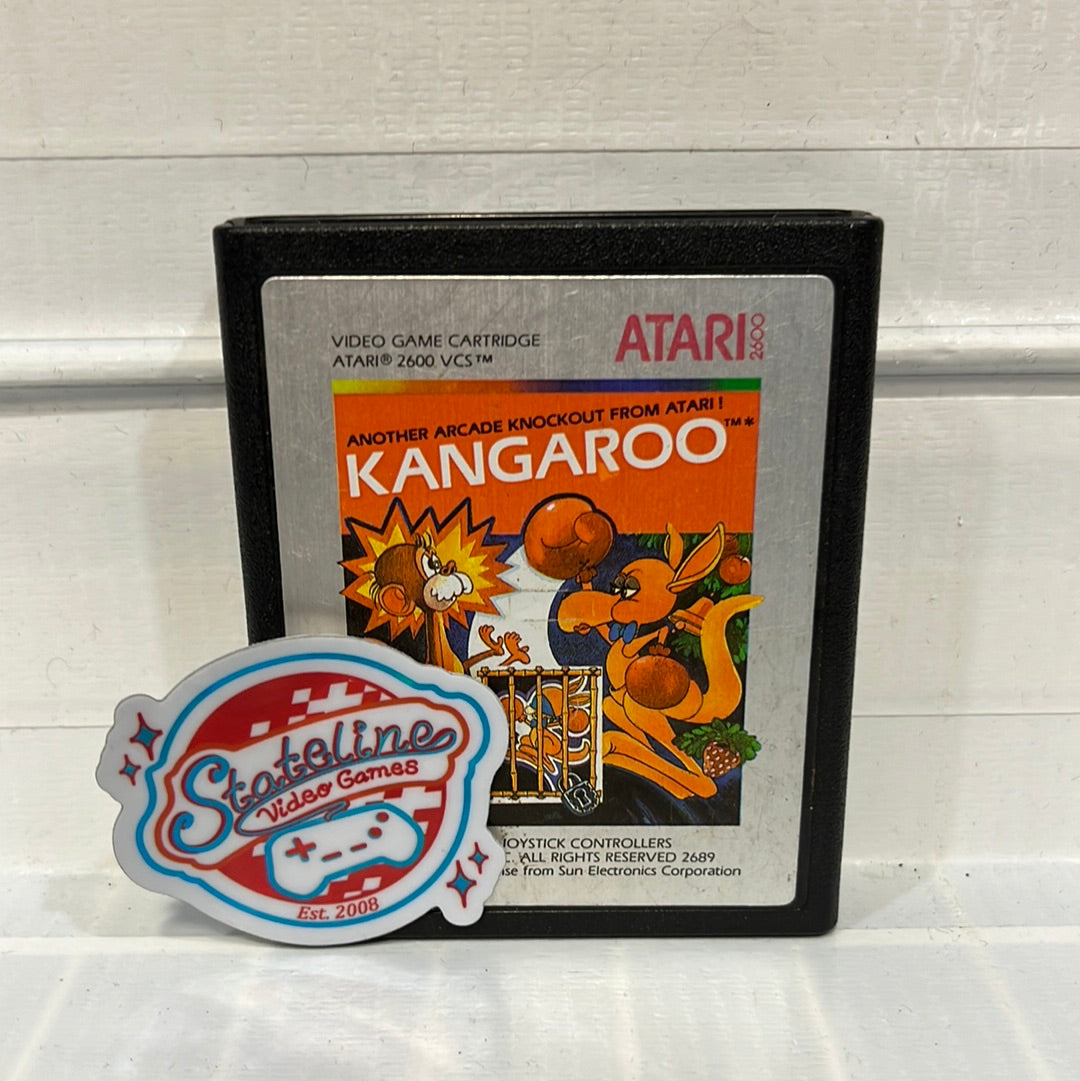 VIDEO GAME CARTRIDGE
ATARI® 2600 VCS™
ATARI 2600
ANOTHER ARCADE KNOCKOUT FROM ATARI!
KANGAROO™*
JOYSTICK CONTROLLERS
C. ALL RIGHTS RESERVED 2689
se from Sun Electronics Corporation
Stateline
Video Games
Est. 2008